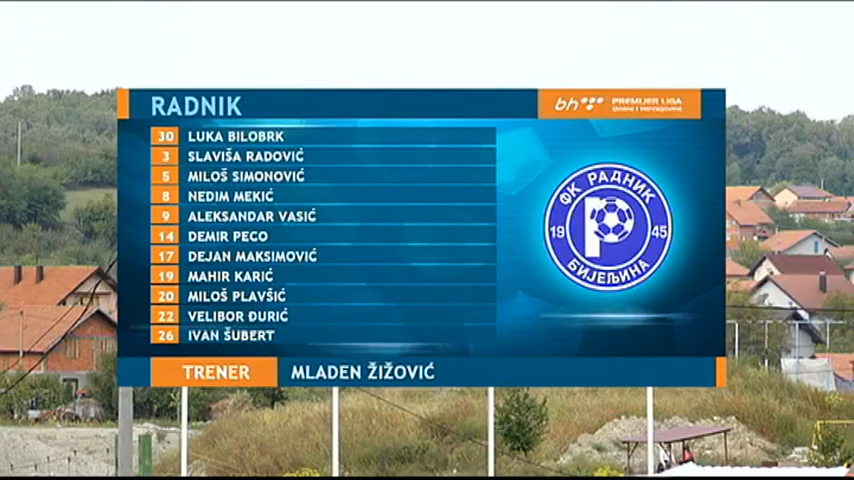 RADNIK
bh PREMIJER LIGA
BOSNE I HERCEGOVINE
30 LUKA BILOBRK
3 SLAVIŠA RADOVIĆ
5 MILOŠ SIMONOVIĆ
8 NEDIM MEKIĆ
9 ALEKSANDAR VASIĆ
14 DEMIR PECO
17 DEJAN MAKSIMOVIĆ
19 MAHIR KARIĆ
20 MILOŠ PLAVŠIĆ
22 VELIBOR ĐURIĆ
26 IVAN ŠUBERT
ФК РАДНИК
19 45
БИЈЕЉИНА
TRENER MLADEN ŽIŽOVIĆ